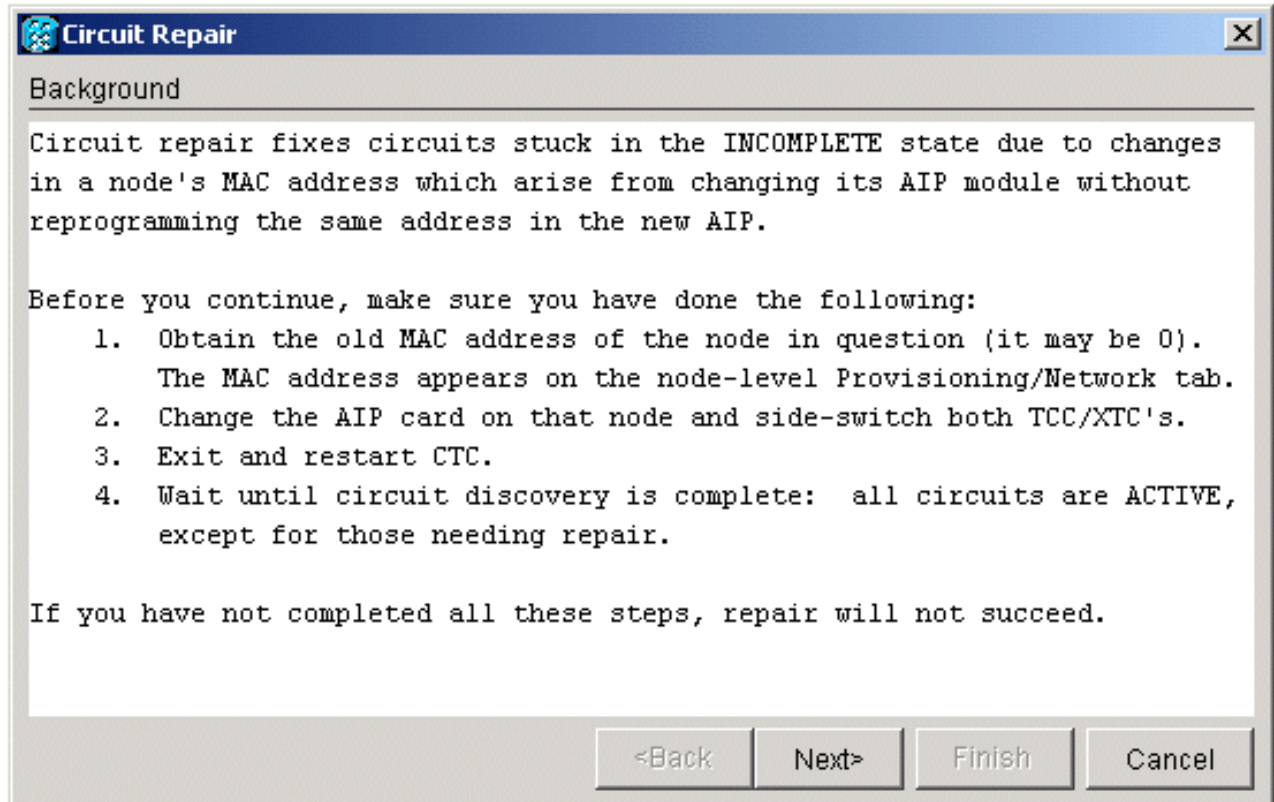 Circuit Repair
Background
Circuit repair fixes circuits stuck in the INCOMPLETE state due to changes
in a node's MAC address which arise from changing its AIP module without
reprogramming the same address in the new AIP.
Before you continue, make sure you have done the following:
1. Obtain the old MAC address of the node in question (it may be 0).
The MAC address appears on the node-level Provisioning/Network tab.
2. Change the AIP card on that node and side-switch both TCC/XTC's.
3. Exit and restart CTC.
4. Wait until circuit discovery is complete: all circuits are ACTIVE,
except for those needing repair.
If you have not completed all these steps, repair will not succeed.
<Back Next> Finish Cancel